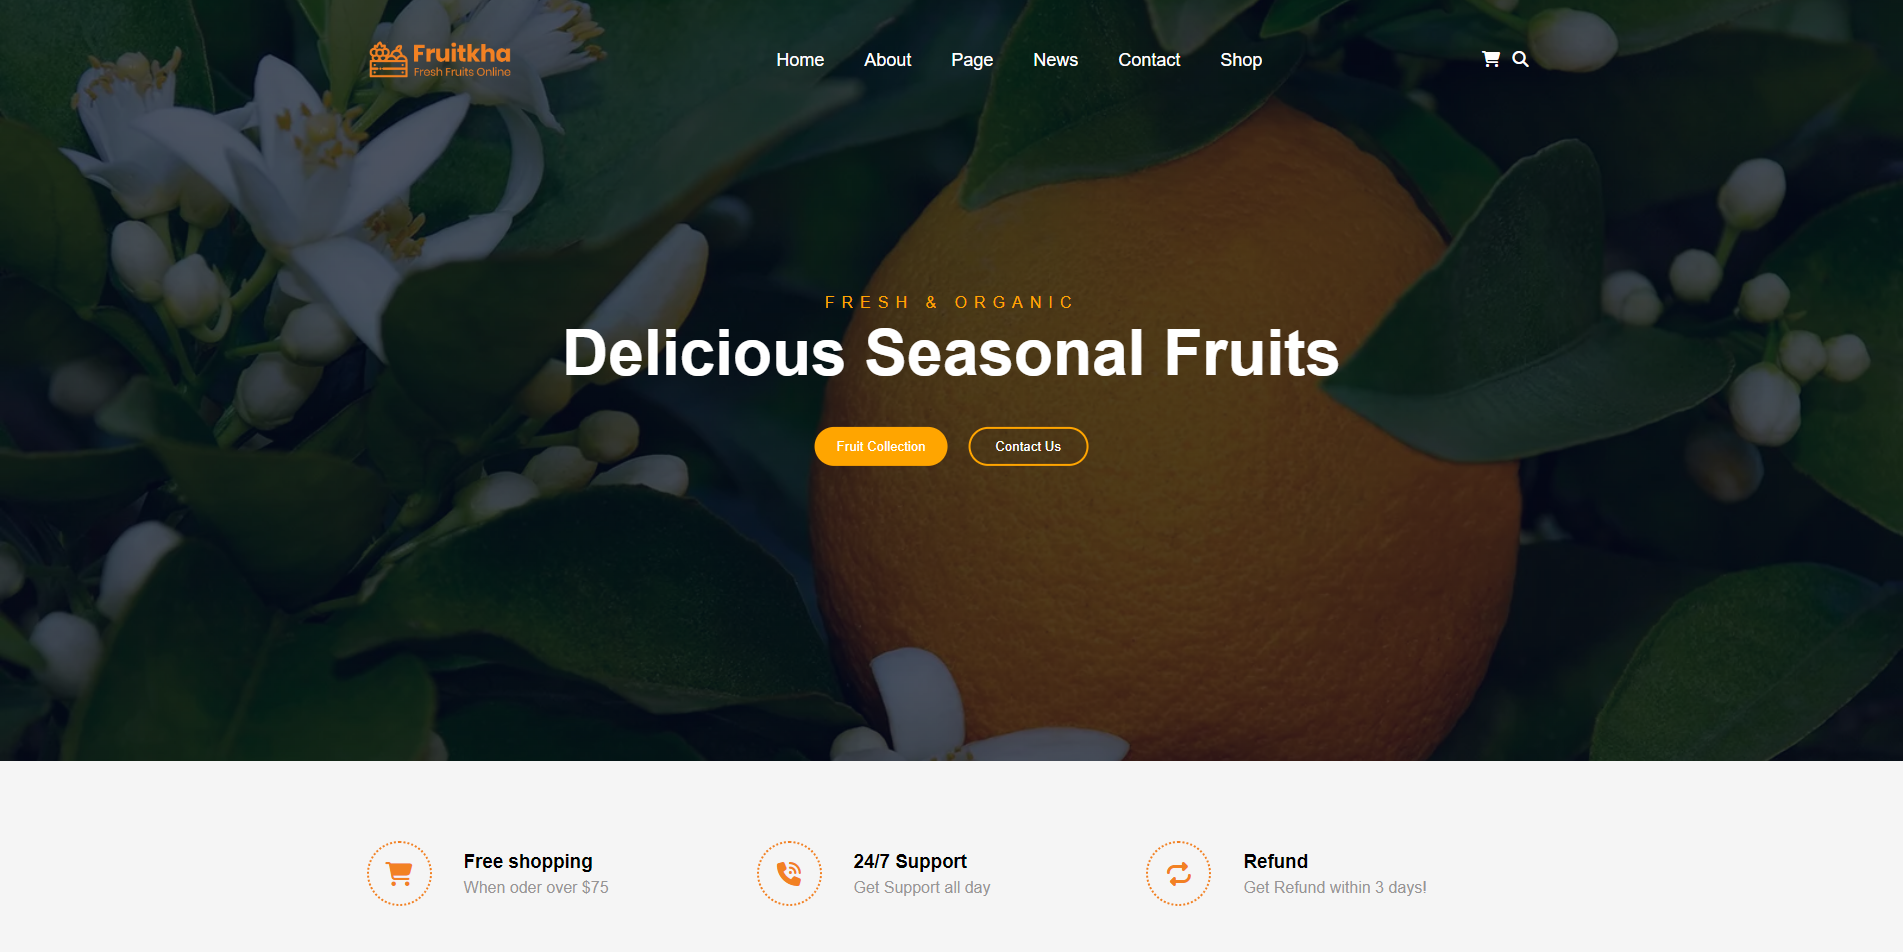 Fruitkha
Fresh Fruits Online
Home About Page News Contact Shop
FRESH & ORGANIC
Delicious Seasonal Fruits
Fruit Collection Contact Us
Free shopping
When oder over $75
24/7 Support
Get Support all day
Refund
Get Refund within 3 days!